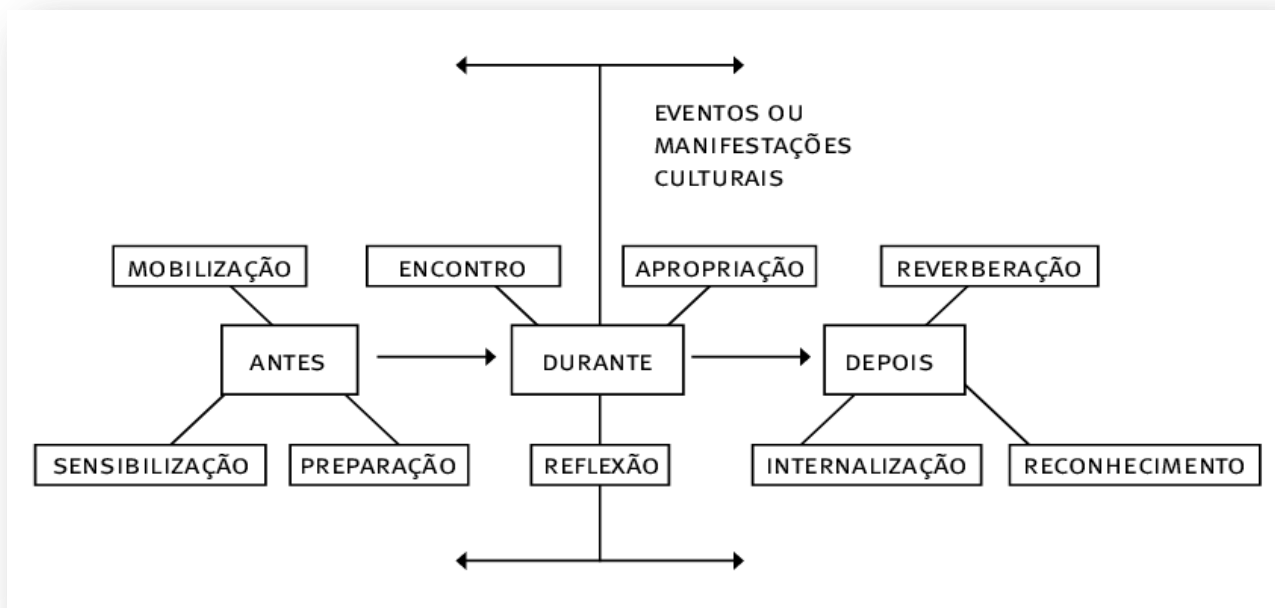 EVENTOS OU
MANIFESTAÇÕES
CULTURAIS
MOBILIZAÇÃO
ENCONTRO
APROPRIAÇÃO
REVERBERAÇÃO
ANTES
DURANTE
DEPOIS
SENSIBILIZAÇÃO
PREPARAÇÃO
REFLEXÃO
INTERNALIZAÇÃO
RECONHECIMENTO